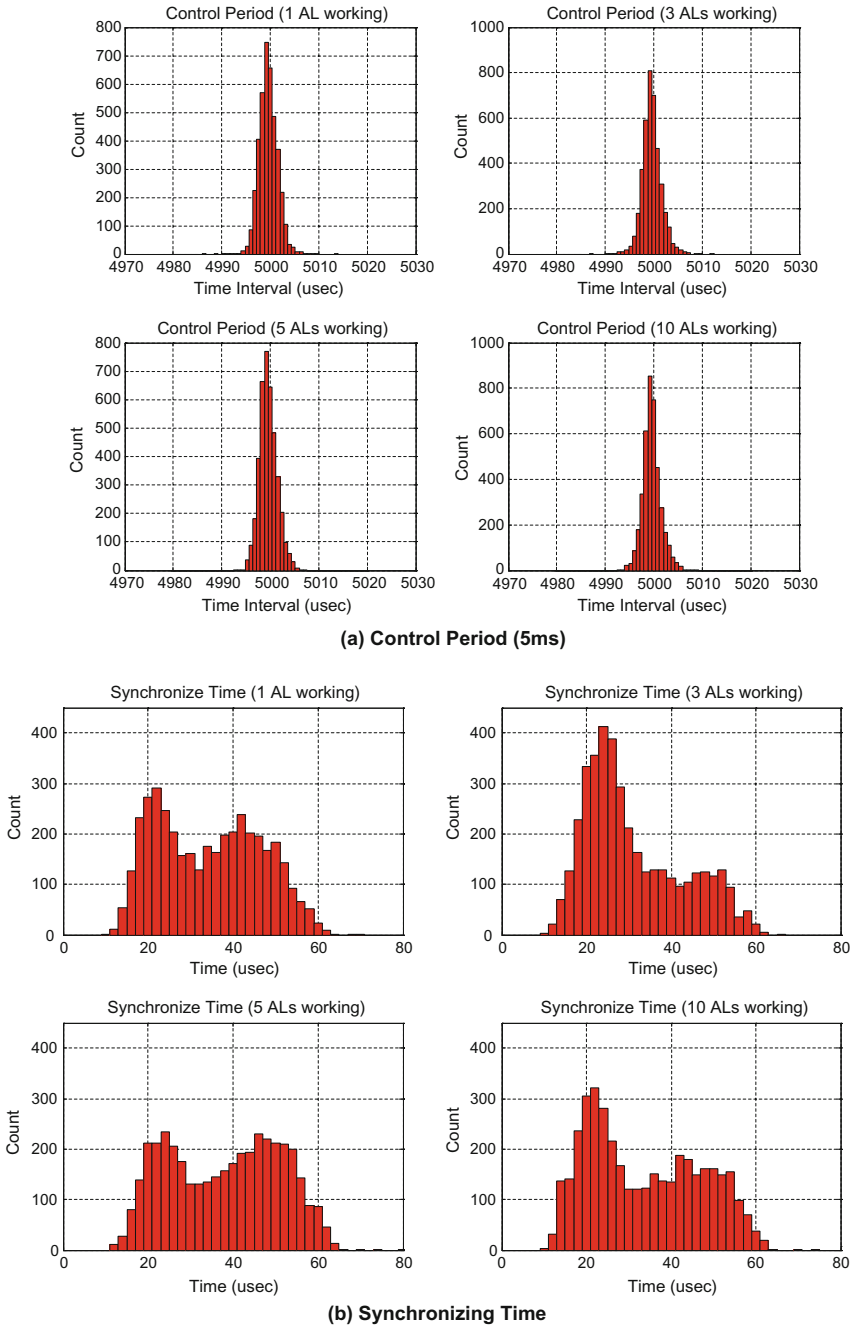 Control Period (1 AL working)
800
700
600
500
400
300
200
100
0
Count
4970 4980 4990 5000 5010 5020 5030
Time Interval (usec)
Control Period (3 ALs working)
1000
800
600
400
200
0
Count
4970 4980 4990 5000 5010 5020 5030
Time Interval (usec)
Control Period (5 ALs working)
800
700
600
500
400
300
200
100
0
Count
4970 4980 4990 5000 5010 5020 5030
Time Interval (usec)
Control Period (10 ALs working)
1000
800
600
400
200
0
Count
4970 4980 4990 5000 5010 5020 5030
Time Interval (usec)
(a) Control Period (5ms)
Synchronize Time (1 AL working)
400
300
200
100
0
Count
0 20 40 60 80
Time (usec)
Synchronize Time (3 ALs working)
400
300
200
100
0
Count
0 20 40 60 80
Time (usec)
Synchronize Time (5 ALs working)
400
300
200
100
0
Count
0 20 40 60 80
Time (usec)
Synchronize Time (10 ALs working)
400
300
200
100
0
Count
0 20 40 60 80
Time (usec)
(b) Synchronizing Time